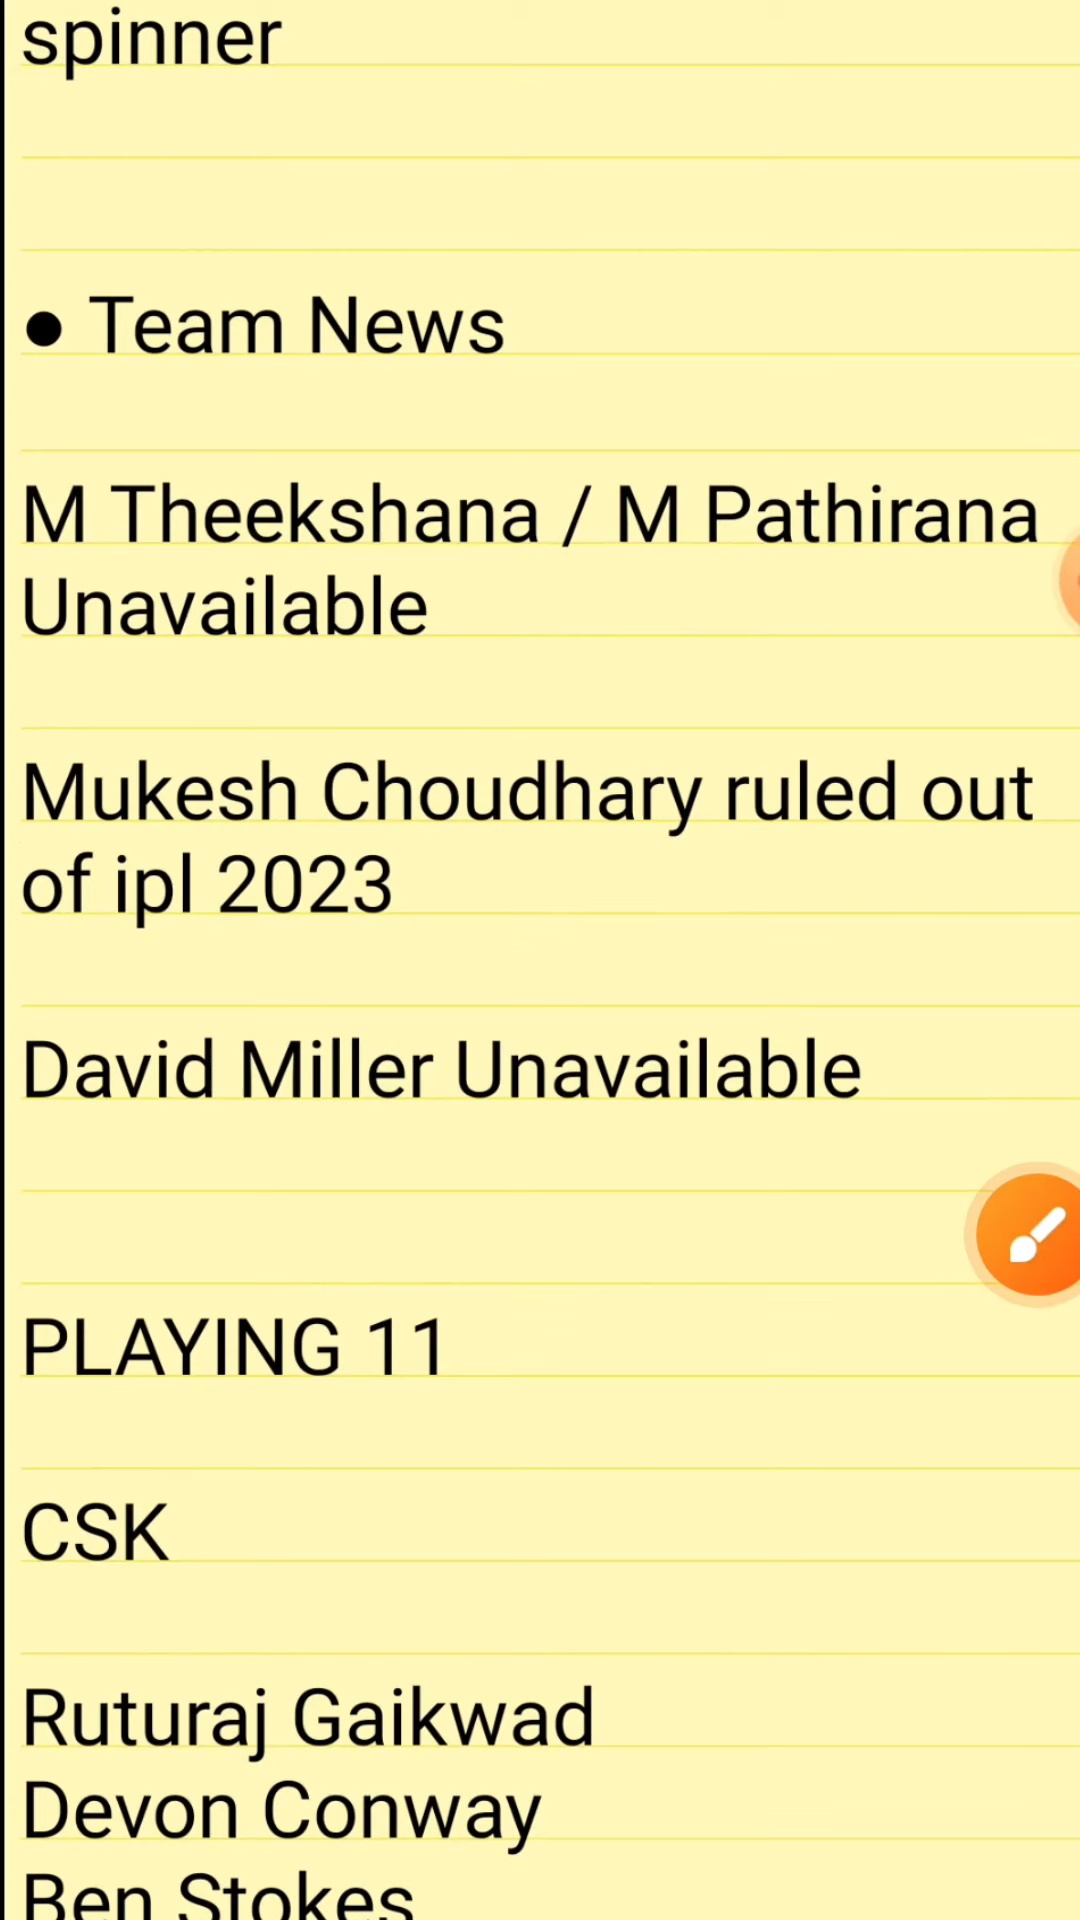 spinner
● Team News
M Theekshana / M Pathirana
Unavailable
Mukesh Choudhary ruled out
of ipl 2023
David Miller Unavailable
PLAYING 11
CSK
Ruturaj Gaikwad
Devon Conway
Ben Stokes